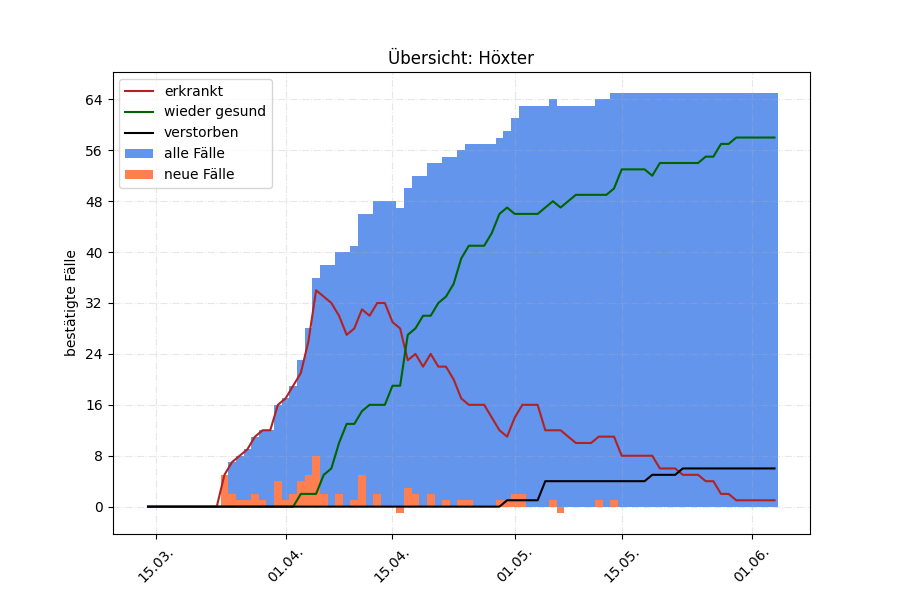 Übersicht: Höxter
erkrankt
wieder gesund
verstorben
alle Fälle
neue Fälle
bestätigte Fälle
64
56
48
40
32
24
16
8
0
15.03.
01.04.
15.04.
01.05.
15.05.
01.06.